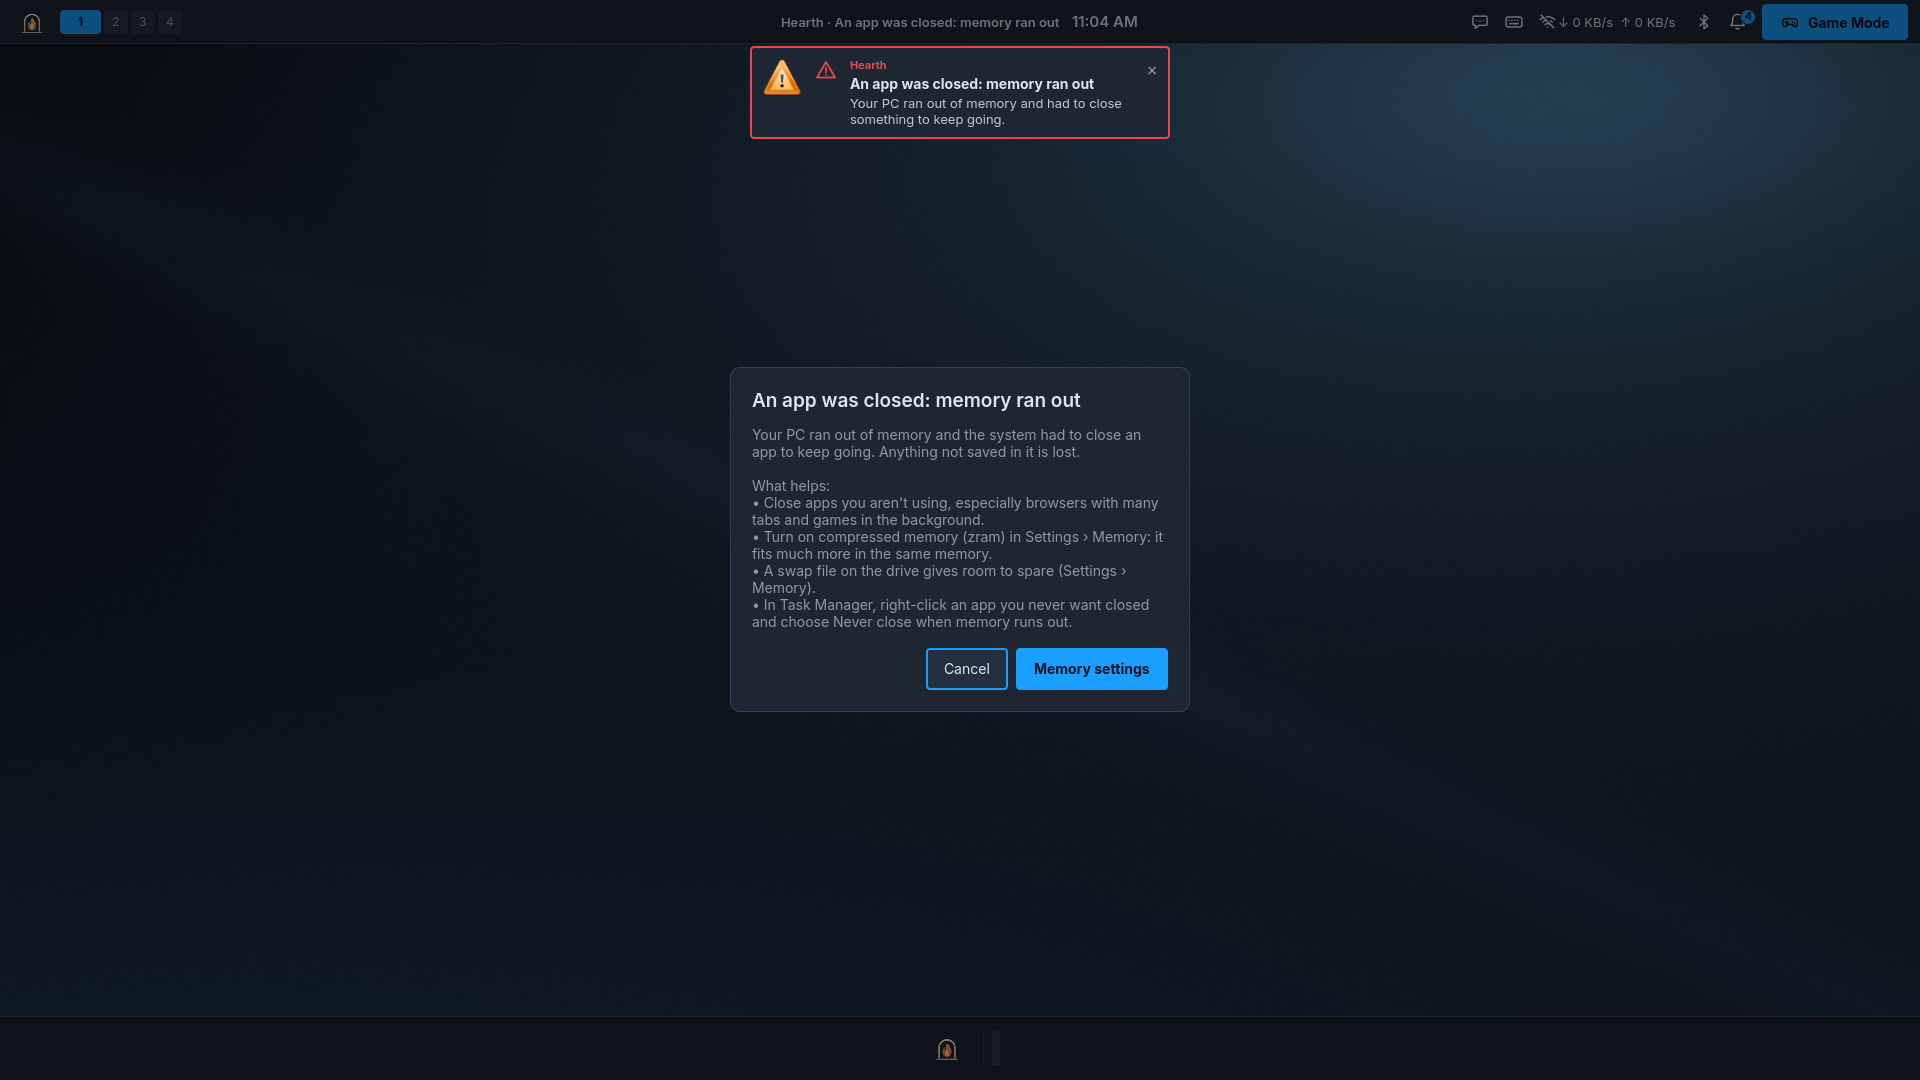 1 2 3 4
Hearth · An app was closed: memory ran out 11:04 AM
0 KB/s 0 KB/s
4
Game Mode
Hearth
An app was closed: memory ran out
Your PC ran out of memory and had to close
something to keep going.
An app was closed: memory ran out
Your PC ran out of memory and the system had to close an
app to keep going. Anything not saved in it is lost.
What helps:
• Close apps you aren't using, especially browsers with many
tabs and games in the background.
• Turn on compressed memory (zram) in Settings › Memory: it
fits much more in the same memory.
• A swap file on the drive gives room to spare (Settings ›
Memory).
• In Task Manager, right-click an app you never want closed
and choose Never close when memory runs out.
Cancel
Memory settings